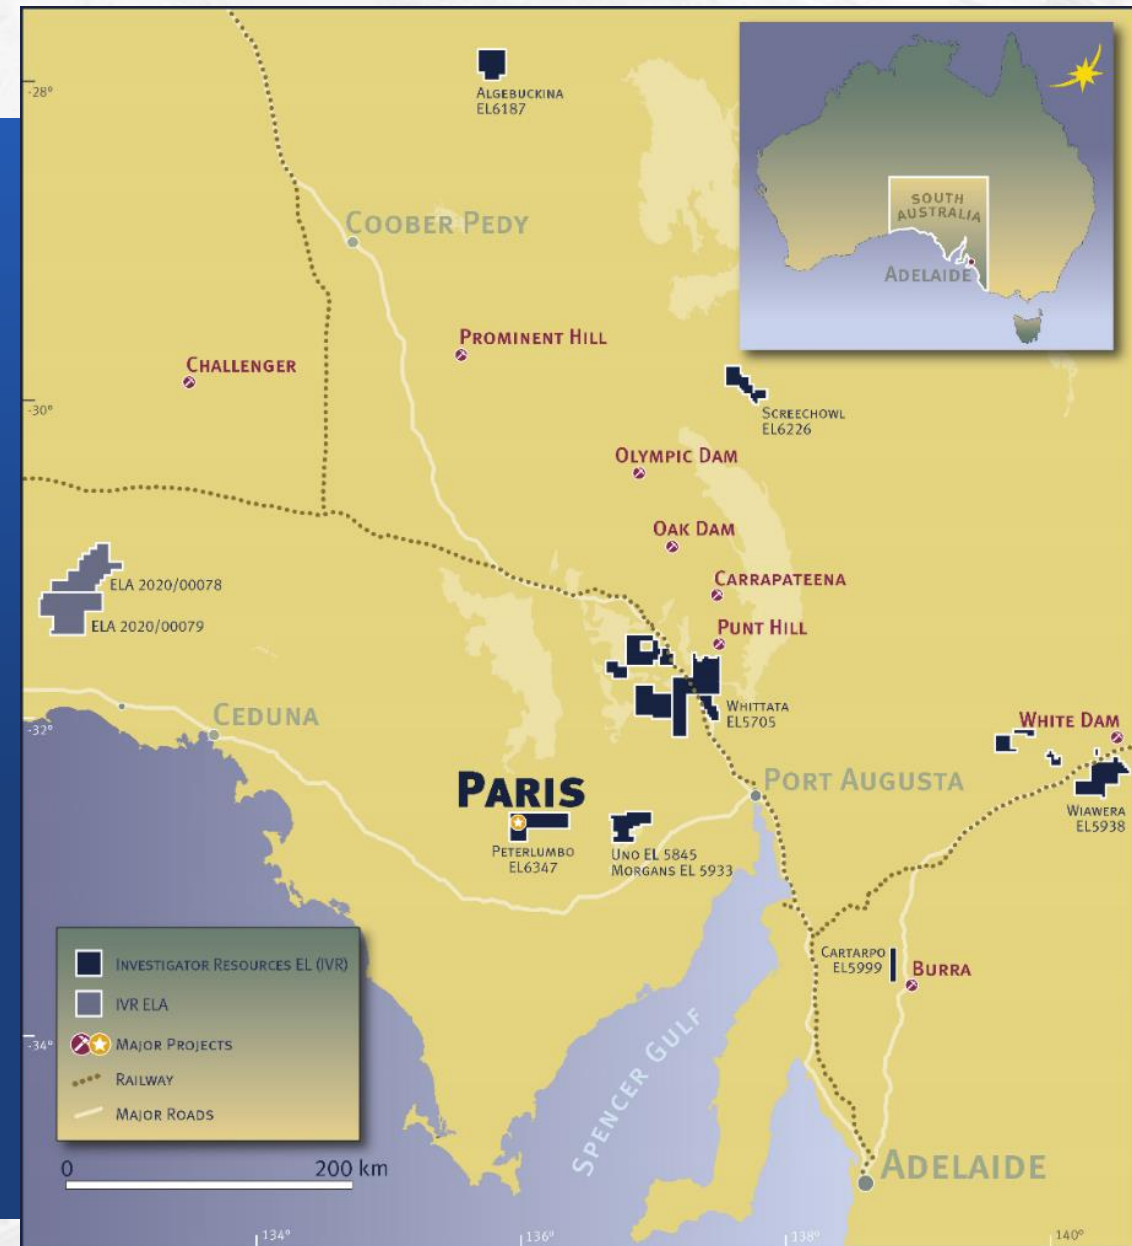 -28°
ALGEBUCKINA
EL6187
SOUTH
AUSTRALIA
ADELAIDE
COOBER PEDY
PROMINENT HILL
CHALLENGER
-30°
SCREECHOWL
EL6226
OLYMPIC DAM
OAK DAM
ELA 2020/00078
CARRAPATEENA
ELA 2020/00079
PUNT HILL
WHITTATA
EL5705
CEDUNA
WHITE DAM
-32°
PARIS
PORT AUGUSTA
WIAWERA
EL5938
PETERLUMBO
EL6347
UNO EL 5845
MORGANS EL 5933
INVESTIGATOR RESOURCES EL (IVR)
IVR ELA
MAJOR PROJECTS
RAILWAY
MAJOR ROADS
CARTARPO
EL5999
BURRA
-34°
SPENCER GULF
0 200 km
ADELAIDE
134° 136° 138° 140°